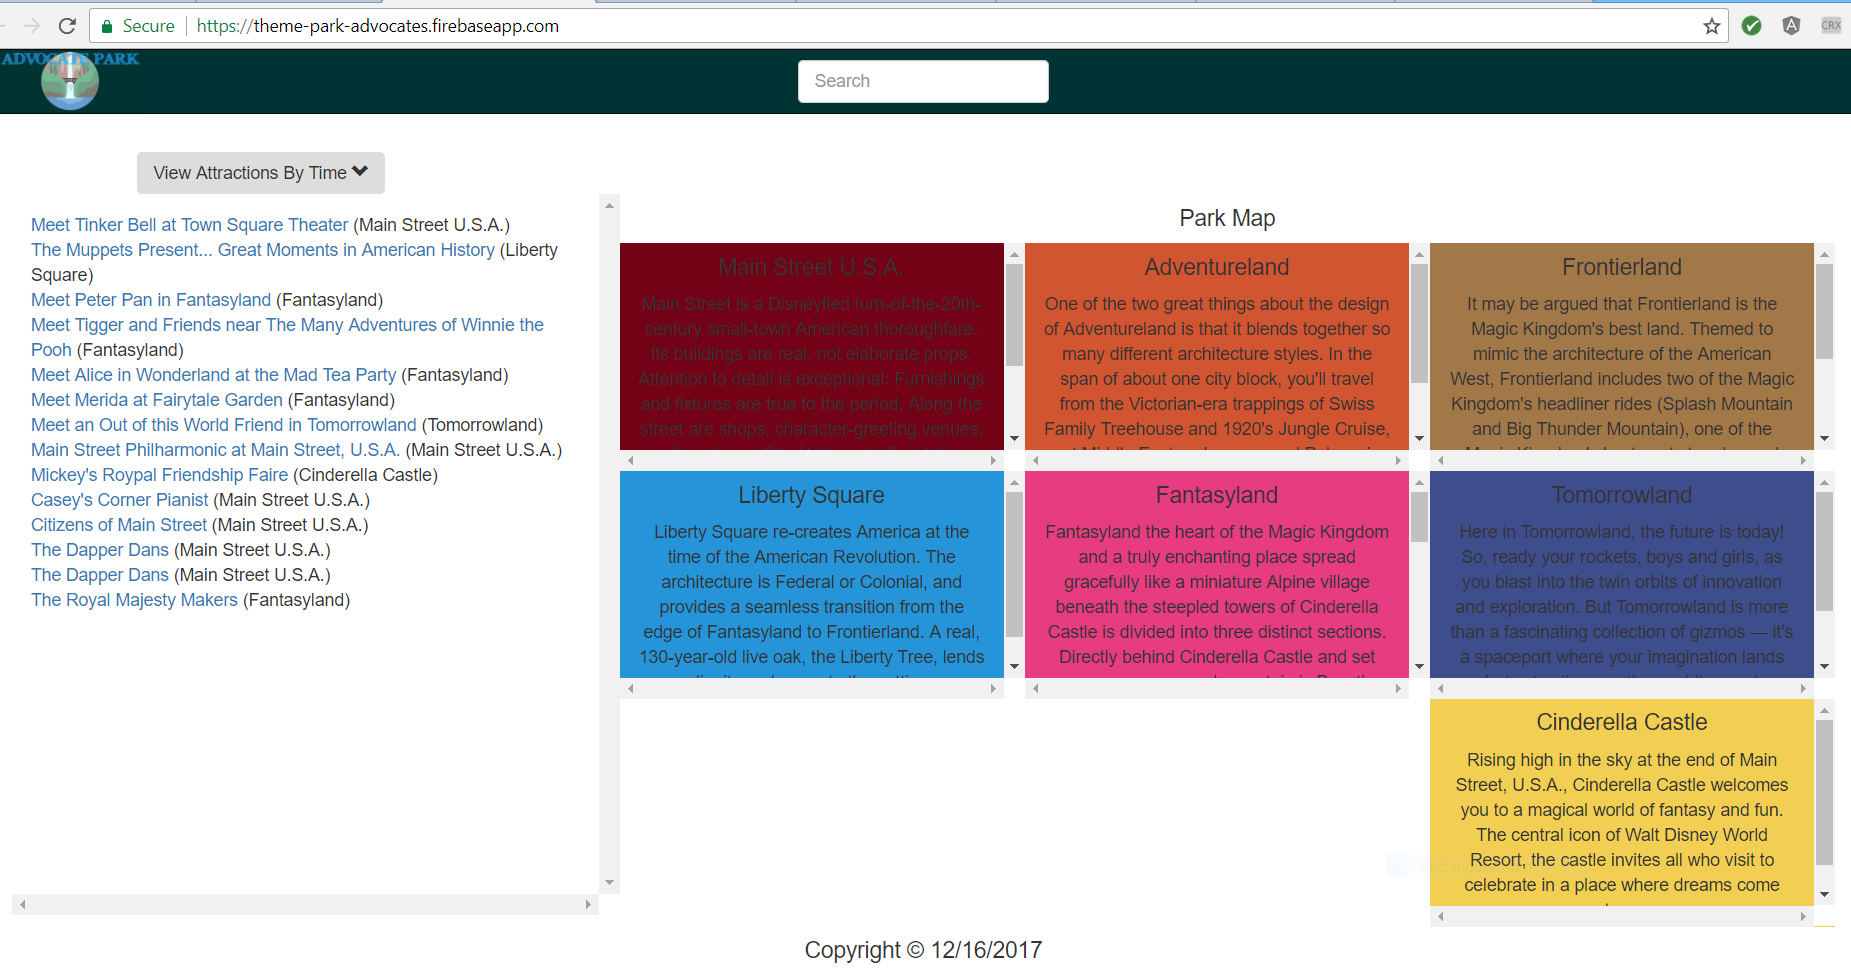 Secure
https://theme-park-advocates.firebaseapp.com
CRX
ADVOCATE PARK
Search
View Attractions By Time
Meet Tinker Bell at Town Square Theater (Main Street U.S.A.)
The Muppets Present... Great Moments in American History (Liberty
Square)
Meet Peter Pan in Fantasyland (Fantasyland)
Meet Tigger and Friends near The Many Adventures of Winnie the
Pooh (Fantasyland)
Meet Alice in Wonderland at the Mad Tea Party (Fantasyland)
Meet Merida at Fairytale Garden (Fantasyland)
Meet an Out of this World Friend in Tomorrowland (Tomorrowland)
Main Street Philharmonic at Main Street, U.S.A. (Main Street U.S.A.)
Mickey's Roypal Friendship Faire (Cinderella Castle)
Casey's Corner Pianist (Main Street U.S.A.)
Citizens of Main Street (Main Street U.S.A.)
The Dapper Dans (Main Street U.S.A.)
The Dapper Dans (Main Street U.S.A.)
The Royal Majesty Makers (Fantasyland)
Park Map
Main Street U.S.A.
Main Street is a Disneyfied turn-of-the-20th-
century small-town American thoroughfare.
Its buildings are real, not elaborate props.
Attention to detail is exceptional: Furnishings
and fixtures are true to the period. Along the
street are shops, character-greeting venues,
Adventureland
One of the two great things about the design
of Adventureland is that it blends together so
many different architecture styles. In the
span of about one city block, you'll travel
from the Victorian-era trappings of Swiss
Family Treehouse and 1920's Jungle Cruise,
Frontierland
It may be argued that Frontierland is the
Magic Kingdom's best land. Themed to
mimic the architecture of the American
West, Frontierland includes two of the Magic
Kingdom's headliner rides (Splash Mountain
and Big Thunder Mountain), one of the
Liberty Square
Liberty Square re-creates America at the
time of the American Revolution. The
architecture is Federal or Colonial, and
provides a seamless transition from the
edge of Fantasyland to Frontierland. A real,
130-year-old live oak, the Liberty Tree, lends
Fantasyland
Fantasyland the heart of the Magic Kingdom
and a truly enchanting place spread
gracefully like a miniature Alpine village
beneath the steepled towers of Cinderella
Castle is divided into three distinct sections.
Directly behind Cinderella Castle and set
Tomorrowland
Here in Tomorrowland, the future is today!
So, ready your rockets, boys and girls, as
you blast into the twin orbits of innovation
and exploration. But Tomorrowland is more
than a fascinating collection of gizmos — it's
a spaceport where your imagination lands
Cinderella Castle
Rising high in the sky at the end of Main
Street, U.S.A., Cinderella Castle welcomes
you to a magical world of fantasy and fun.
The central icon of Walt Disney World
Resort, the castle invites all who visit to
celebrate in a place where dreams come
Copyright © 12/16/2017